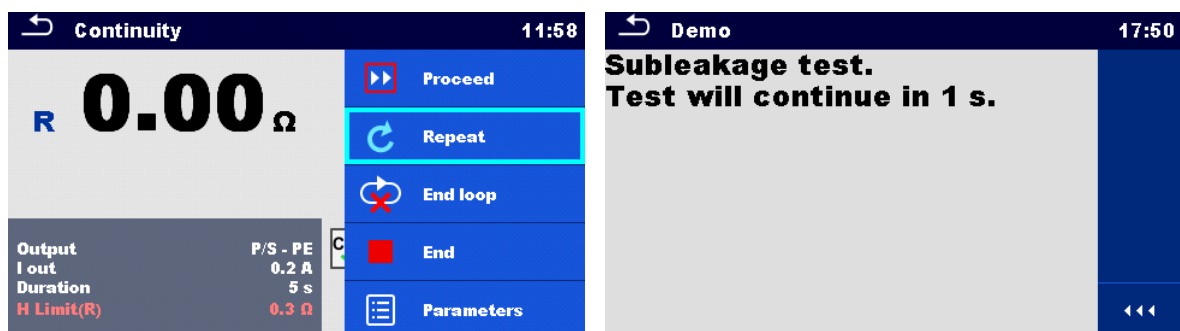 Continuity 11:58
R 0.00 Ω
Proceed
Repeat
End loop
End
Parameters
Output P/S - PE
I out 0.2 A
Duration 5 s
H Limit(R) 0.3 Ω
C
Demo 17:50
Subleakage test.
Test will continue in 1 s.